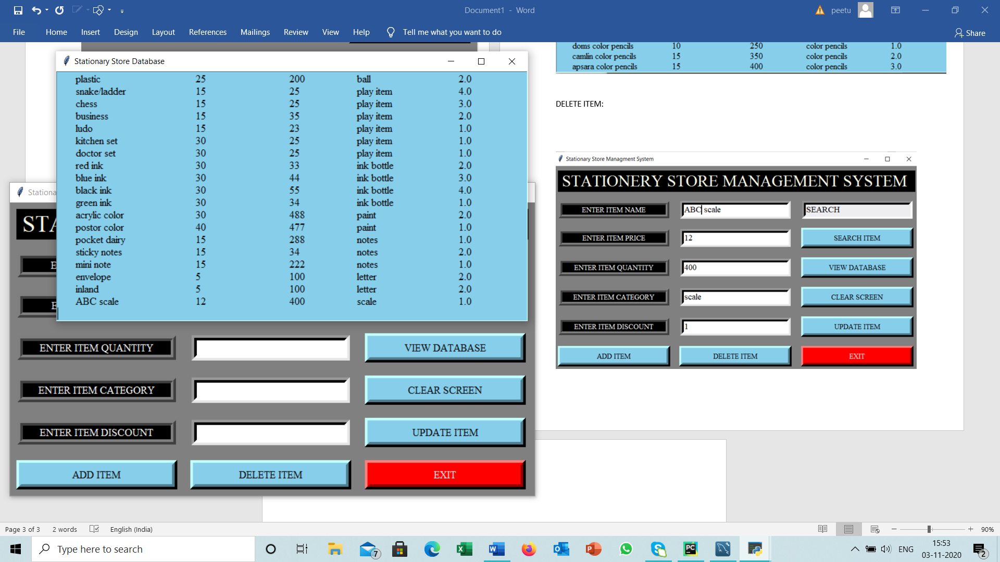 Document1 - Word
peetu
File Home Insert Design Layout References Mailings Review View Help Tell me what you want to do
Share
Stationary Store Database
plastic 25 200 ball 2.0
snake/ladder 15 25 play item 4.0
chess 15 25 play item 3.0
business 15 35 play item 2.0
ludo 15 23 play item 1.0
kitchen set 30 25 play item 1.0
doctor set 30 25 play item 1.0
red ink 30 33 ink bottle 2.0
blue ink 30 44 ink bottle 3.0
black ink 30 55 ink bottle 4.0
green ink 30 34 ink bottle 1.0
acrylic color 30 488 paint 2.0
postor color 40 477 paint 1.0
pocket dairy 15 288 notes 1.0
sticky notes 15 34 notes 2.0
mini note 15 222 notes 1.0
envelope 5 100 letter 2.0
inland 5 100 letter 2.0
ABC scale 12 400 scale 1.0
Stationa
STA
E
E
ENTER ITEM QUANTITY VIEW DATABASE
ENTER ITEM CATEGORY CLEAR SCREEN
ENTER ITEM DISCOUNT UPDATE ITEM
ADD ITEM DELETE ITEM EXIT
doms color pencils 10 250 color pencils 1.0
camlin color pencils 15 350 color pencils 2.0
apsara color pencils 15 400 color pencils 3.0
DELETE ITEM:
Stationary Store Managment System
STATIONERY STORE MANAGEMENT SYSTEM
ENTER ITEM NAME ABC scale SEARCH
ENTER ITEM PRICE 12 SEARCH ITEM
ENTER ITEM QUANTITY 400 VIEW DATABASE
ENTER ITEM CATEGORY scale CLEAR SCREEN
ENTER ITEM DISCOUNT 1 UPDATE ITEM
ADD ITEM DELETE ITEM EXIT
Page 3 of 3 2 words English (India) 90%
Type here to search
7
ENG
15:53
03-11-2020
2